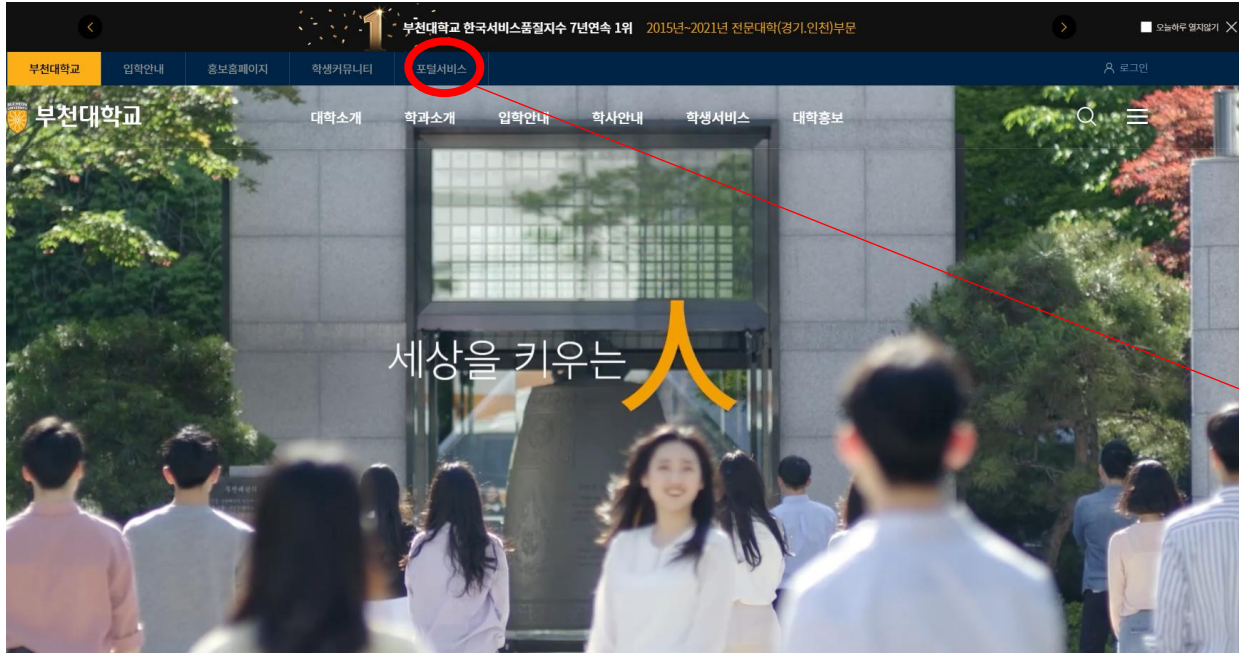 1 부천대학교 한국서비스품질지수 7년연속 1위 2015년~2021년 전문대학(경기.인천)부문 오늘하루 열지않기
부천대학교 입학안내 홍보홈페이지 학생커뮤니티 포털서비스 로그인
부천대학교 대학소개 학과소개 입학안내 학사안내 학생서비스 대학홍보
세상을 키우는 人